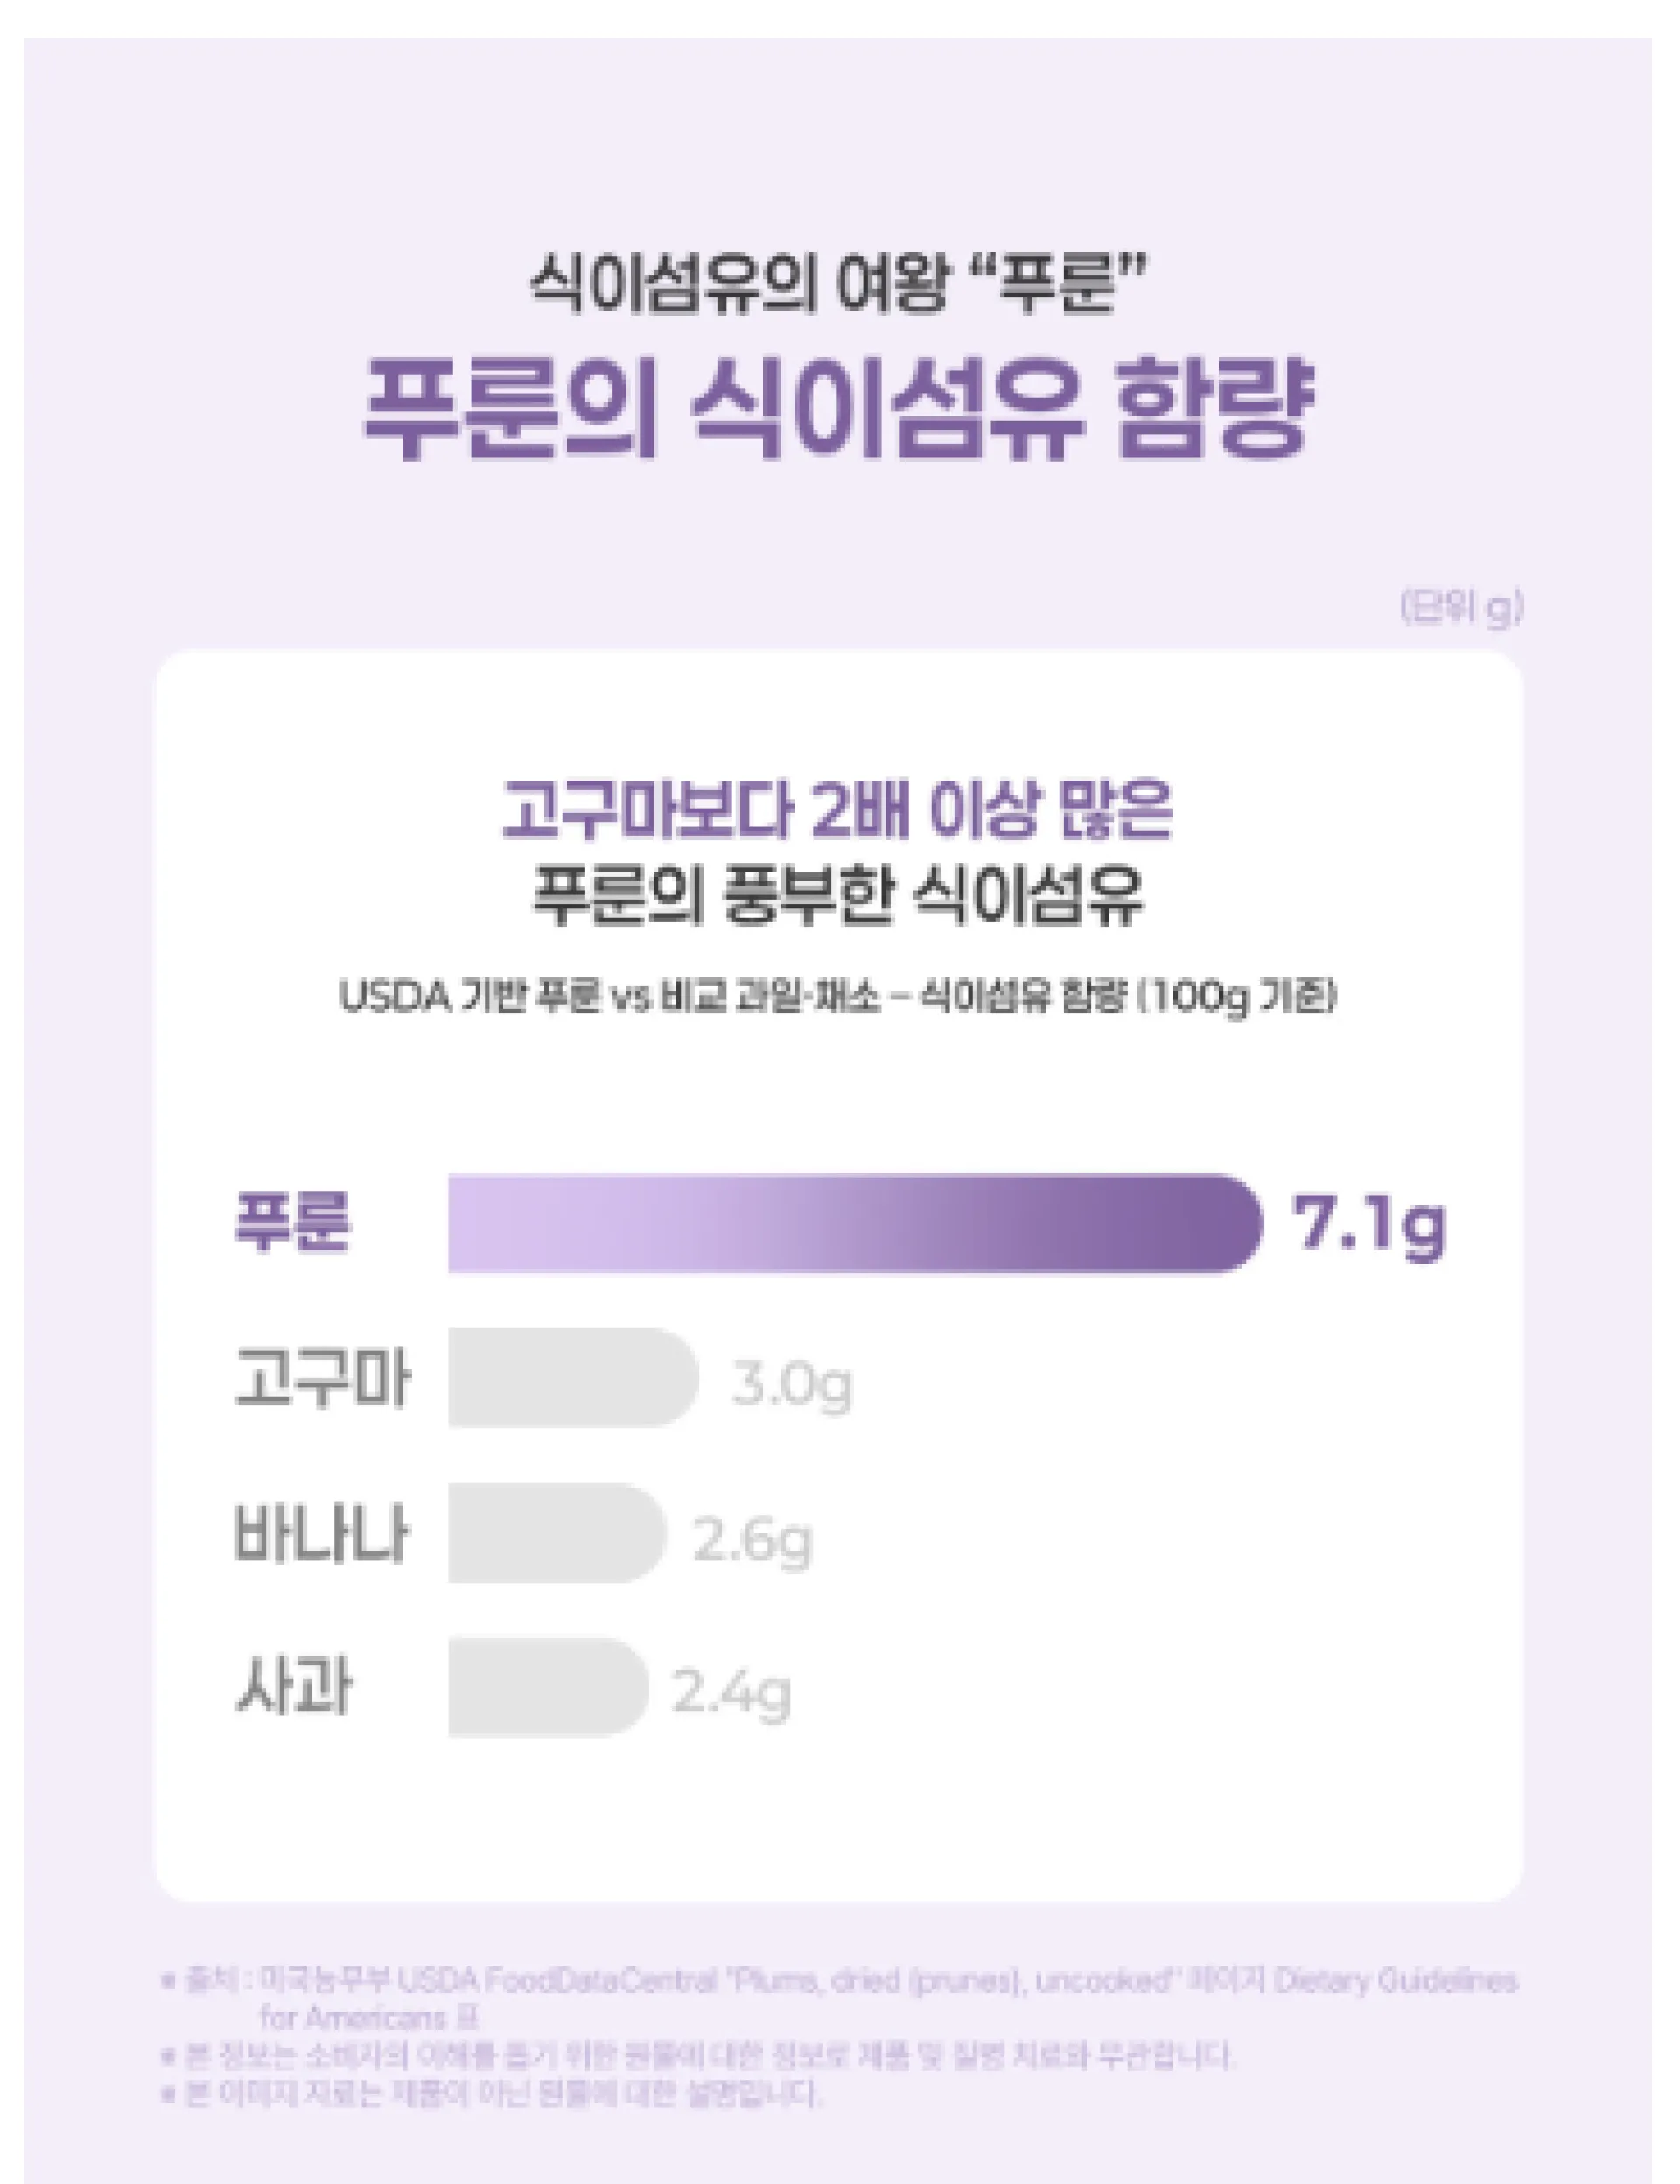 식이섬유의 여왕 “푸룬”
푸룬의 식이섬유 함량
(단위 g)
고구마보다 2배 이상 많은
푸룬의 풍부한 식이섬유
USDA 기반 푸룬 vs 비교 과일·채소 – 식이섬유 함량 (100g 기준)
푸룬 7.1g
고구마 3.0g
바나나 2.6g
사과 2.4g
※ 출처 : 미국농무부 USDA FoodDataCentral "Plums, dried (prunes), uncooked" 페이지 Dietary Guidelines
for Americans 표
※ 본 정보는 소비자의 이해를 돕기 위한 원물에 대한 정보로 제품 및 질병 치료와 무관합니다.
※ 본 이미지 자료는 제품이 아닌 원물에 대한 설명입니다.